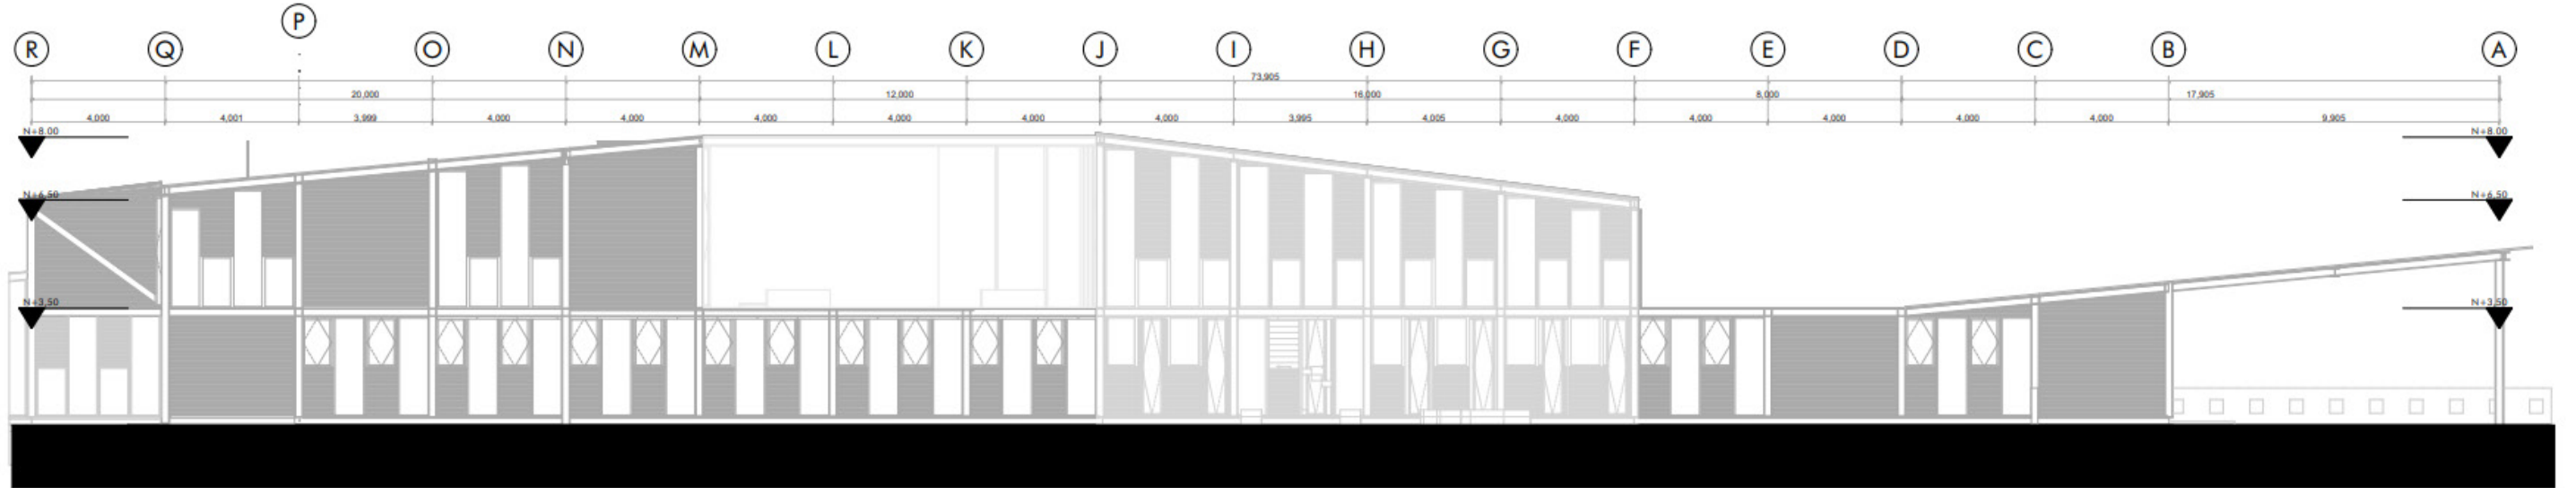 P
R Q O N M L K J I H G F E D C B A
73,905
20,000 12,000 16,000 8,000 17,905
4,000 4,001 3,999 4,000 4,000 4,000 4,000 4,000 4,000 3,995 4,005 4,000 4,000 4,000 4,000 4,000 9,905
N+8.00 N+8.00
N+6,50 N+6,50
N+3,50 N+3,50